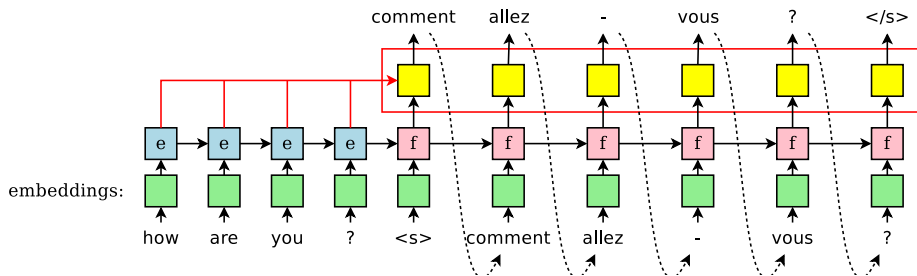 comment allez - vous ? </s>
e e e e f f f f f f
embeddings:
how are you ? <s> comment allez - vous ?